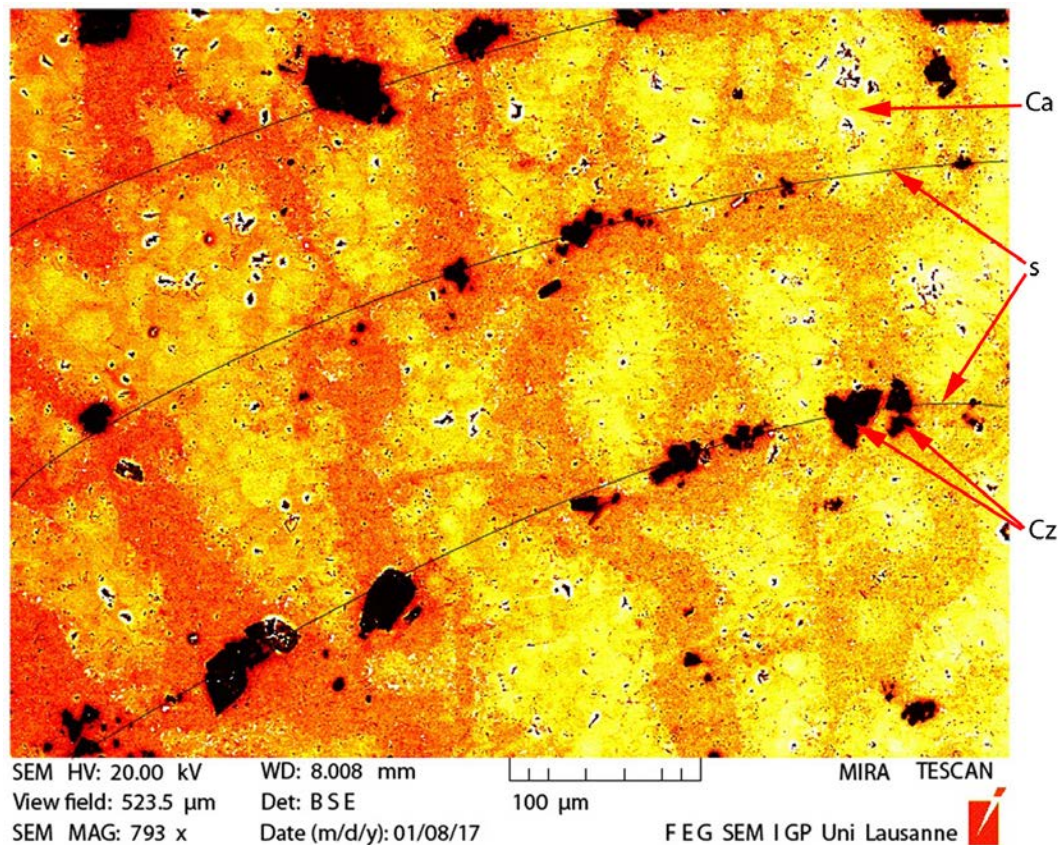 Ca
s
Cz
SEM HV: 20.00 kV WD: 8.008 mm MIRA TESCAN
View field: 523.5 µm Det: BSE 100 µm
SEM MAG: 793 x Date (m/d/y): 01/08/17 FEG SEM IGP Uni Lausanne